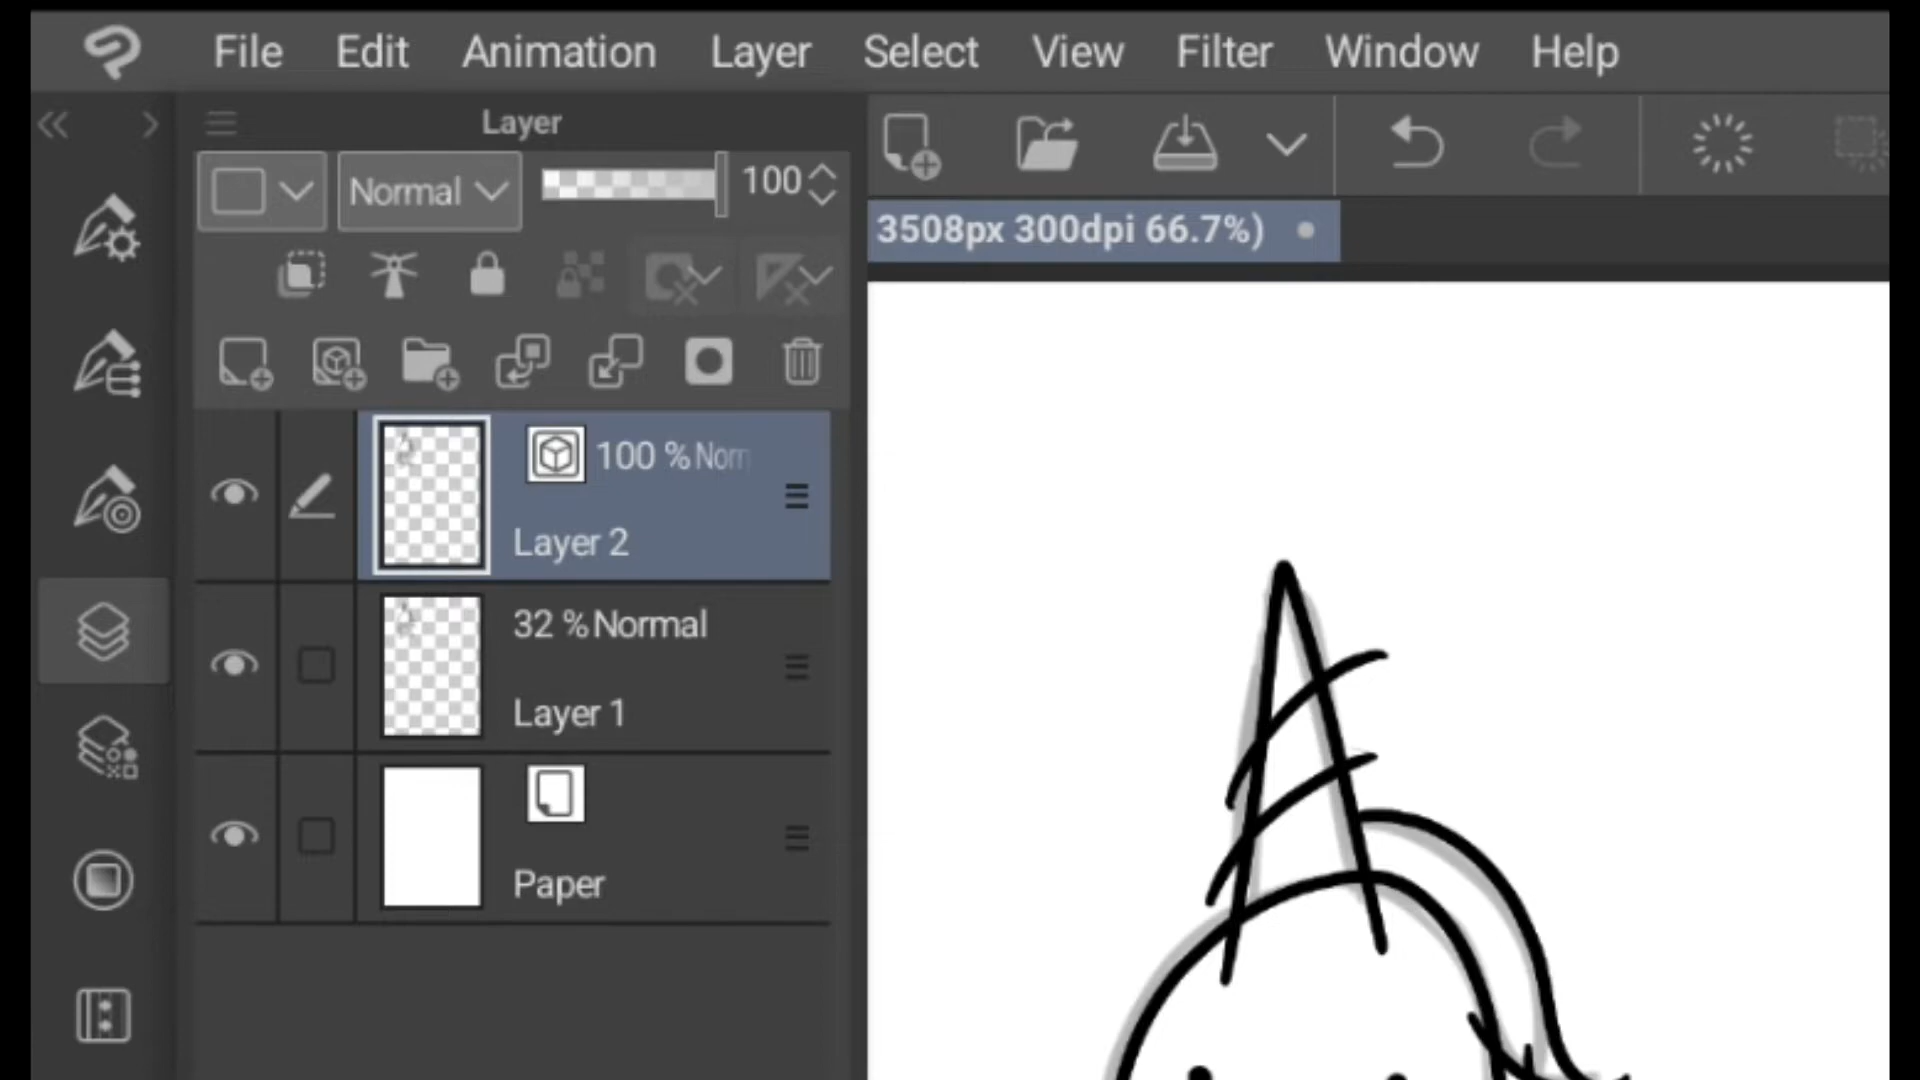 File Edit Animation Layer Select View Filter Window Help
Layer
Normal 100
3508px 300dpi 66.7%)
100 % Norm
Layer 2
32 % Normal
Layer 1
Paper